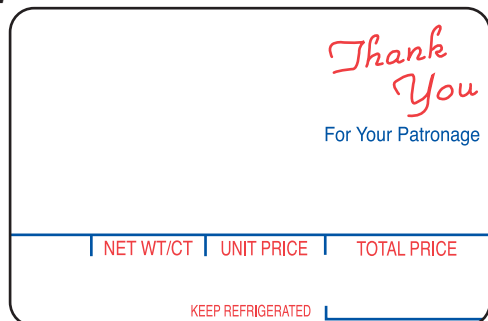 Thank
You
For Your Patronage
NET WT/CT UNIT PRICE TOTAL PRICE
KEEP REFRIGERATED